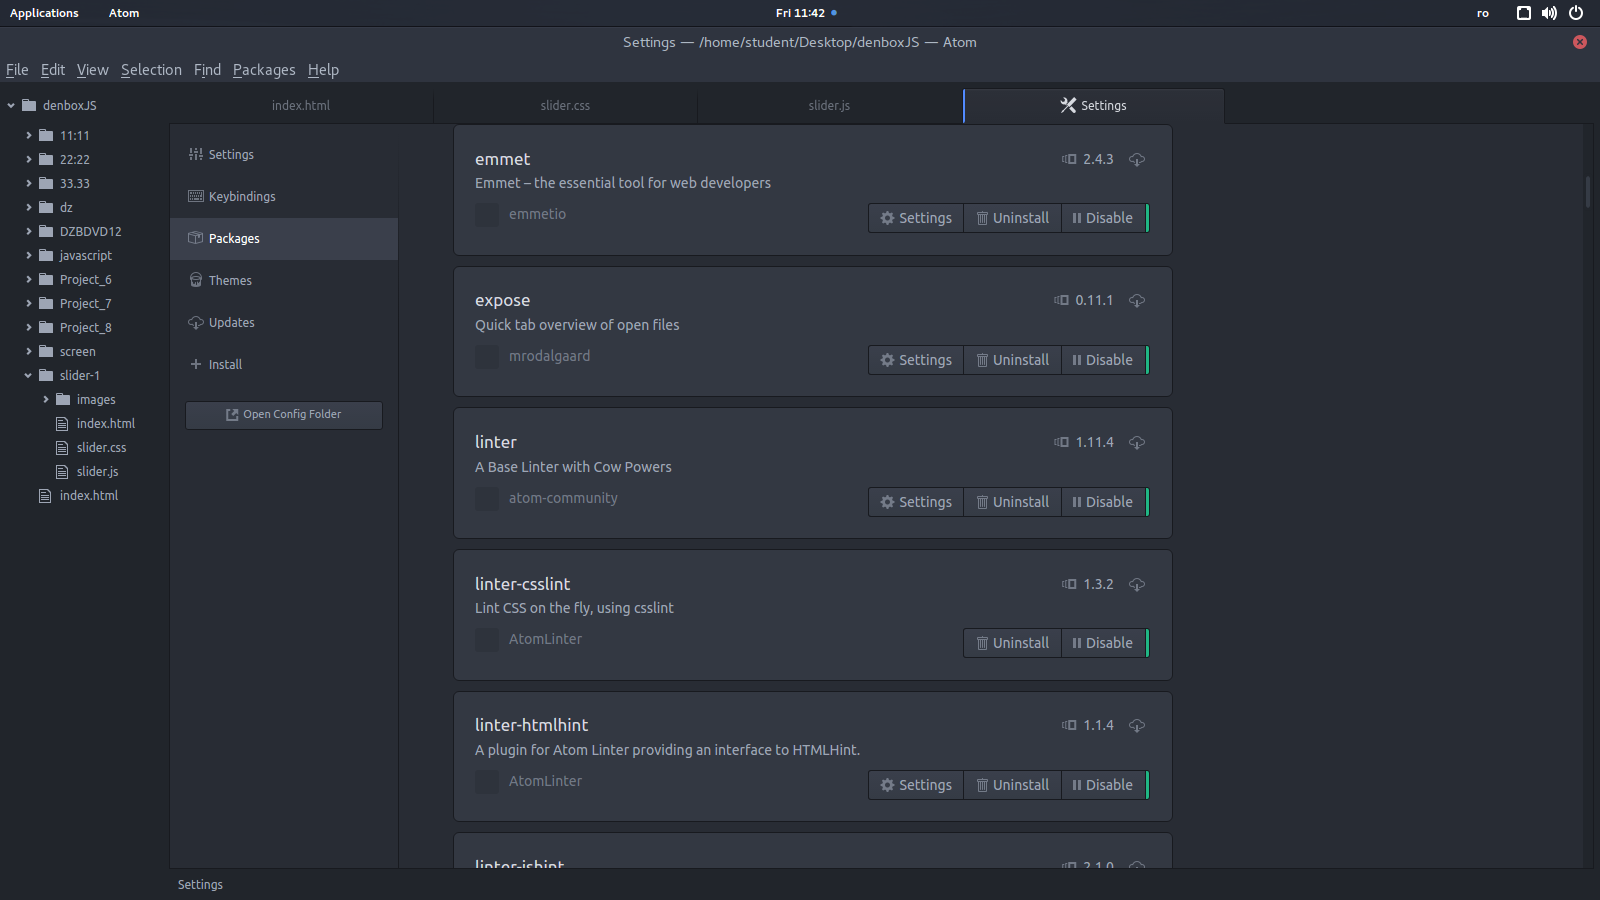 Applications Atom Fri 11:42 ro
Settings — /home/student/Desktop/denboxJS — Atom
File Edit View Selection Find Packages Help
denboxJS
11:11
22:22
33.33
dz
DZBDVD12
javascript
Project_6
Project_7
Project_8
screen
slider-1
images
index.html
slider.css
slider.js
index.html
index.html slider.css slider.js Settings
Settings
Keybindings
Packages
Themes
Updates
Install
Open Config Folder
emmet 2.4.3
Emmet – the essential tool for web developers
emmetio Settings Uninstall Disable
expose 0.11.1
Quick tab overview of open files
mrodalgaard Settings Uninstall Disable
linter 1.11.4
A Base Linter with Cow Powers
atom-community Settings Uninstall Disable
linter-csslint 1.3.2
Lint CSS on the fly, using csslint
AtomLinter Uninstall Disable
linter-htmlhint 1.1.4
A plugin for Atom Linter providing an interface to HTMLHint.
AtomLinter Settings Uninstall Disable
linter-jshint 2.1.0
Settings